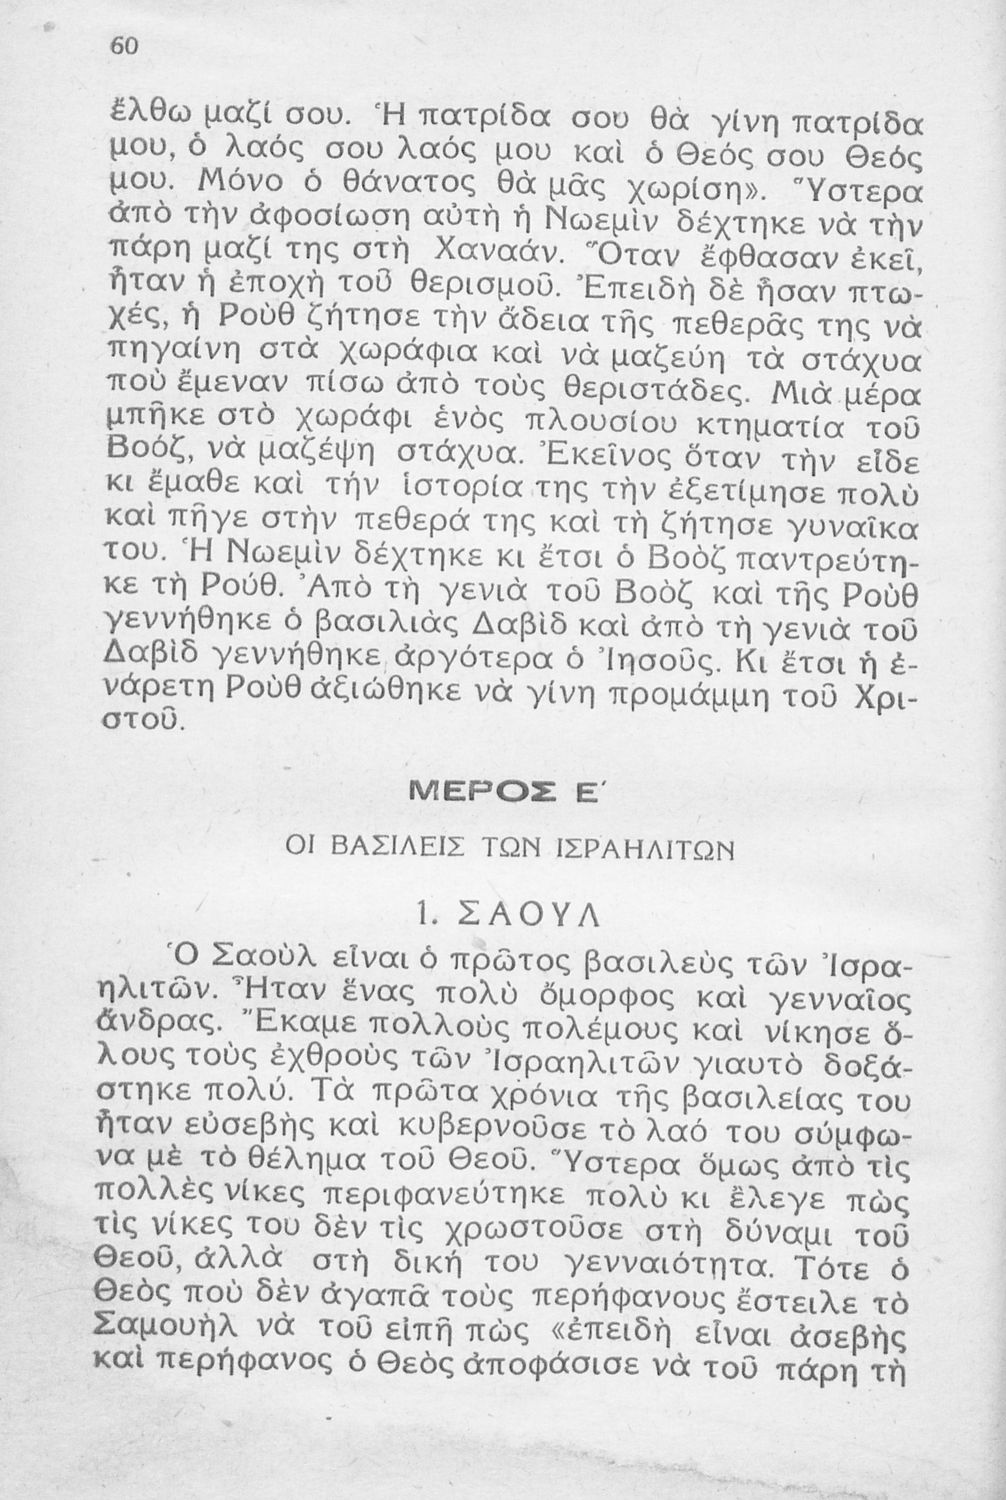 60
ἔλθω μαζί σου. Ἡ πατρίδα σου θὰ γίνη πατρίδα
μου, ὁ λαός σου λαός μου καὶ ὁ Θεός σου Θεός
μου. Μόνο ὁ θάνατος θὰ μᾶς χωρίση». Ὕστερα
ἀπὸ τὴν ἀφοσίωση αὐτὴ ἡ Νωεμὶν δέχτηκε νὰ τὴν
πάρη μαζί της στὴ Χαναάν. Ὅταν ἔφθασαν ἐκεῖ,
ἦταν ἡ ἐποχὴ τοῦ θερισμοῦ. Ἐπειδὴ δὲ ἦσαν πτω-
χές, ἡ Ροὺθ ζήτησε τὴν ἄδεια τῆς πεθερᾶς της νὰ
πηγαίνη στὰ χωράφια καὶ νὰ μαζεύη τὰ στάχυα
ποὺ ἔμεναν πίσω ἀπὸ τοὺς θεριστάδες. Μιὰ μέρα
μπῆκε στὸ χωράφι ἑνὸς πλουσίου κτηματία τοῦ
Βοόζ, νὰ μαζέψη στάχυα. Ἐκεῖνος ὅταν τὴν εἶδε
κι ἔμαθε καὶ τήν ἱστορία της τὴν ἐξετίμησε πολὺ
καὶ πῆγε στὴν πεθερά της καὶ τὴ ζήτησε γυναῖκα
του. Ἡ Νωεμὶν δέχτηκε κι ἔτσι ὁ Βοὸζ παντρεύτη-
κε τὴ Ρούθ. Ἀπὸ τὴ γενιὰ τοῦ Βοὸζ καὶ τῆς Ροὺθ
γεννήθηκε ὁ βασιλιὰς Δαβὶδ καὶ ἀπὸ τὴ γενιὰ τοῦ
Δαβὶδ γεννήθηκε ἀργότερα ὁ Ἰησοῦς. Κι ἔτσι ἡ ἐ-
νάρετη Ροὺθ ἀξιώθηκε νὰ γίνη προμάμμη τοῦ Χρι-
στοῦ.
ΜΕΡΟΣ Ε΄
ΟΙ ΒΑΣΙΛΕΙΣ ΤΩΝ ΙΣΡΑΗΛΙΤΩΝ
1. ΣΑΟΥΛ
Ὁ Σαοὺλ εἶναι ὁ πρῶτος βασιλεὺς τῶν Ἰσρα-
ηλιτῶν. Ἦταν ἕνας πολὺ ὄμορφος καὶ γενναῖος
ἄνδρας. Ἔκαμε πολλοὺς πολέμους καὶ νίκησε ὅ-
λους τοὺς ἐχθροὺς τῶν Ἰσραηλιτῶν γιαυτὸ δοξά-
στηκε πολύ. Τὰ πρῶτα χρόνια τῆς βασιλείας του
ἦταν εὐσεβὴς καὶ κυβερνοῦσε τὸ λαό του σύμφω-
να μὲ τὸ θέλημα τοῦ Θεοῦ. Ὕστερα ὅμως ἀπὸ τὶς
πολλὲς νίκες περιφανεύτηκε πολὺ κι ἔλεγε πὼς
τὶς νίκες του δὲν τὶς χρωστοῦσε στὴ δύναμι τοῦ
Θεοῦ, ἀλλὰ στὴ δική του γενναιότητα. Τότε ὁ
Θεὸς ποὺ δὲν ἀγαπᾶ τοὺς περήφανους ἔστειλε τὸ
Σαμουὴλ νὰ τοῦ εἰπῆ πὼς «ἐπειδὴ εἶναι ἀσεβὴς
καὶ περήφανος ὁ Θεὸς ἀποφάσισε νὰ τοῦ πάρη τὴ